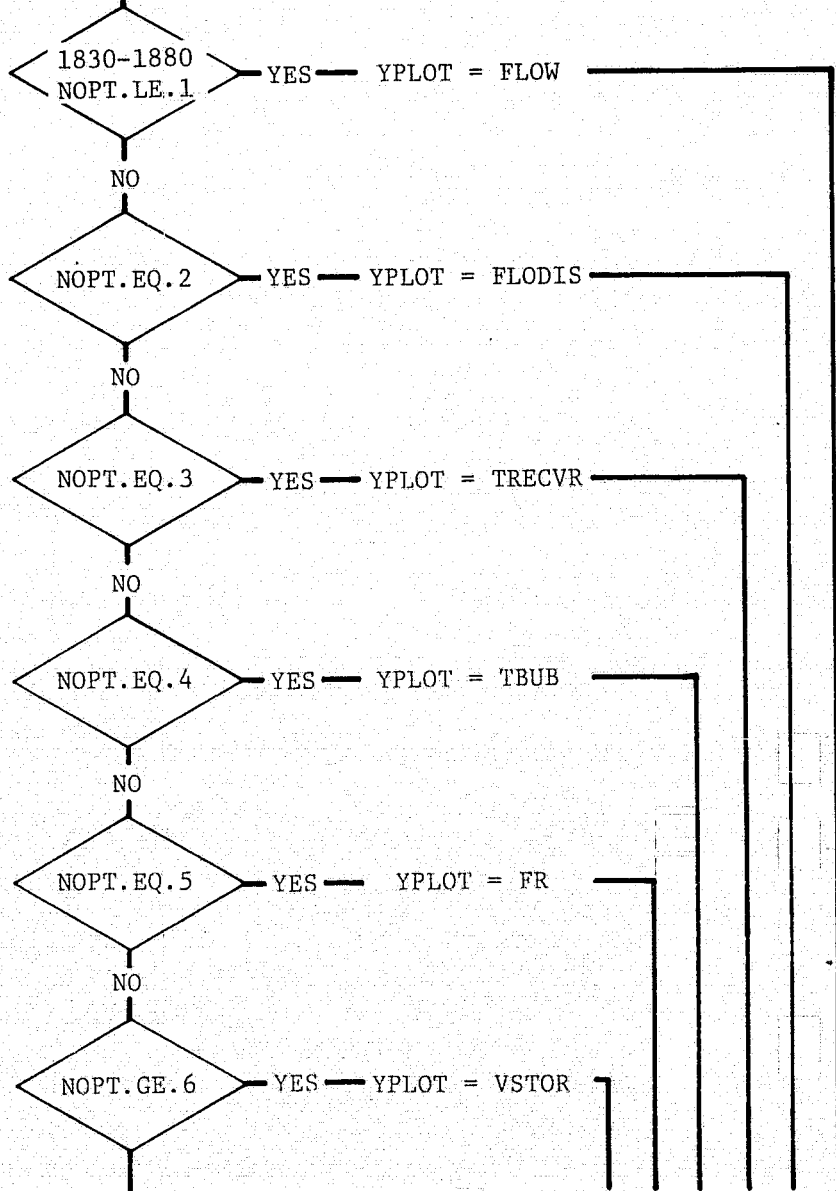 1830-1880
NOPT.LE.1
YES
YPLOT = FLOW
NO
NOPT.EQ.2
YES
YPLOT = FLODIS
NO
NOPT.EQ.3
YES
YPLOT = TRECVR
NO
NOPT.EQ.4
YES
YPLOT = TBUB
NO
NOPT.EQ.5
YES
YPLOT = FR
NO
NOPT.GE.6
YES
YPLOT = VSTOR